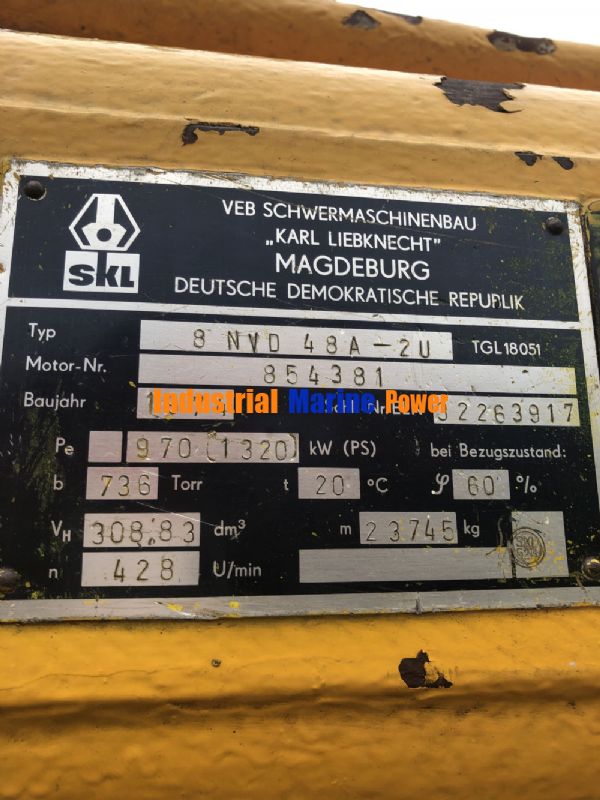 SKL
VEB SCHWERMASCHINENBAU
„KARL LIEBKNECHT"
MAGDEBURG
DEUTSCHE DEMOKRATISCHE REPUBLIK
Typ 8 NVD 48A-2U TGL 18051
Motor-Nr. 854381
Baujahr 1 92263917
Industrial Marine Power
Pe 970 (1320) kW (PS) bei Bezugszustand:
b 736 Torr t 20 °C φ 60 %
VH 308,83 dm³ m 23745 kg
n 428 U/min